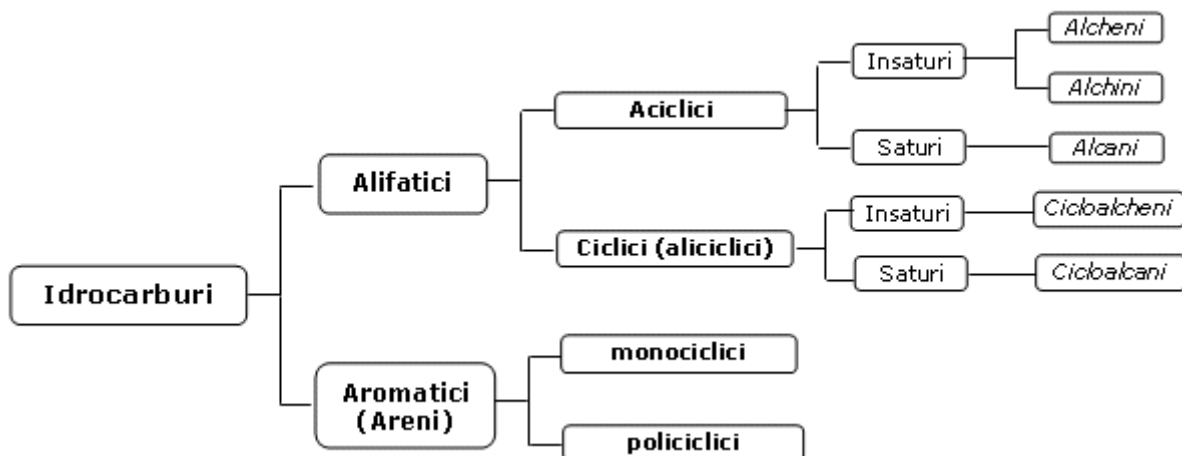 Alcheni
Insaturi
Alchini
Aciclici
Saturi
Alcani
Alifatici
Insaturi
Cicloalcheni
Ciclici (aliciclici)
Saturi
Cicloalcani
Idrocarburi
monociclici
Aromatici
(Areni)
policiclici